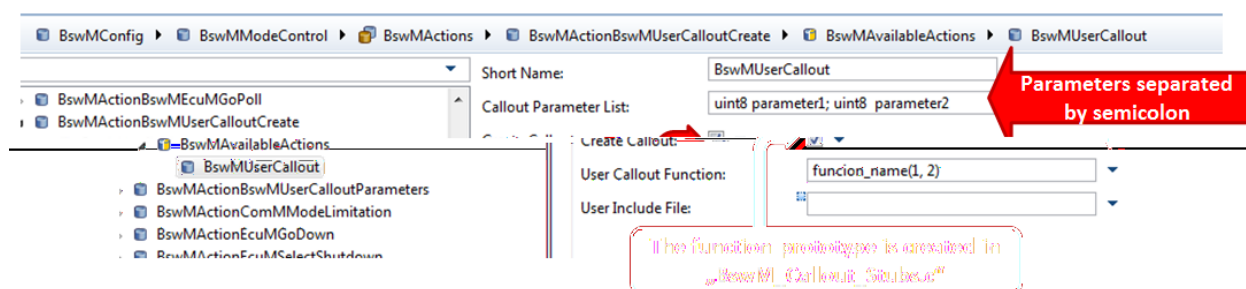 BswMConfig BswMModeControl BswMActions BswMActionBswMUserCalloutCreate BswMAvailableActions BswMUserCallout
Short Name: BswMUserCallout
Parameters separated
by semicolon
BswMActionBswMEcuMGoPoll
Callout Parameter List: uint8 parameter1; uint8 parameter2
BswMActionBswMUserCalloutCreate
BswMAvailableActions
Create Callout:
BswMUserCallout
User Callout Function: funcion_name(1, 2)
BswMActionBswMUserCalloutParameters
User Include File:
BswMActionComMModeLimitation
BswMActionEcuMGoDown
BswMActionEcuMSelectShutdown
The function prototype is created in
„BswM_Callout_Stubs.c“